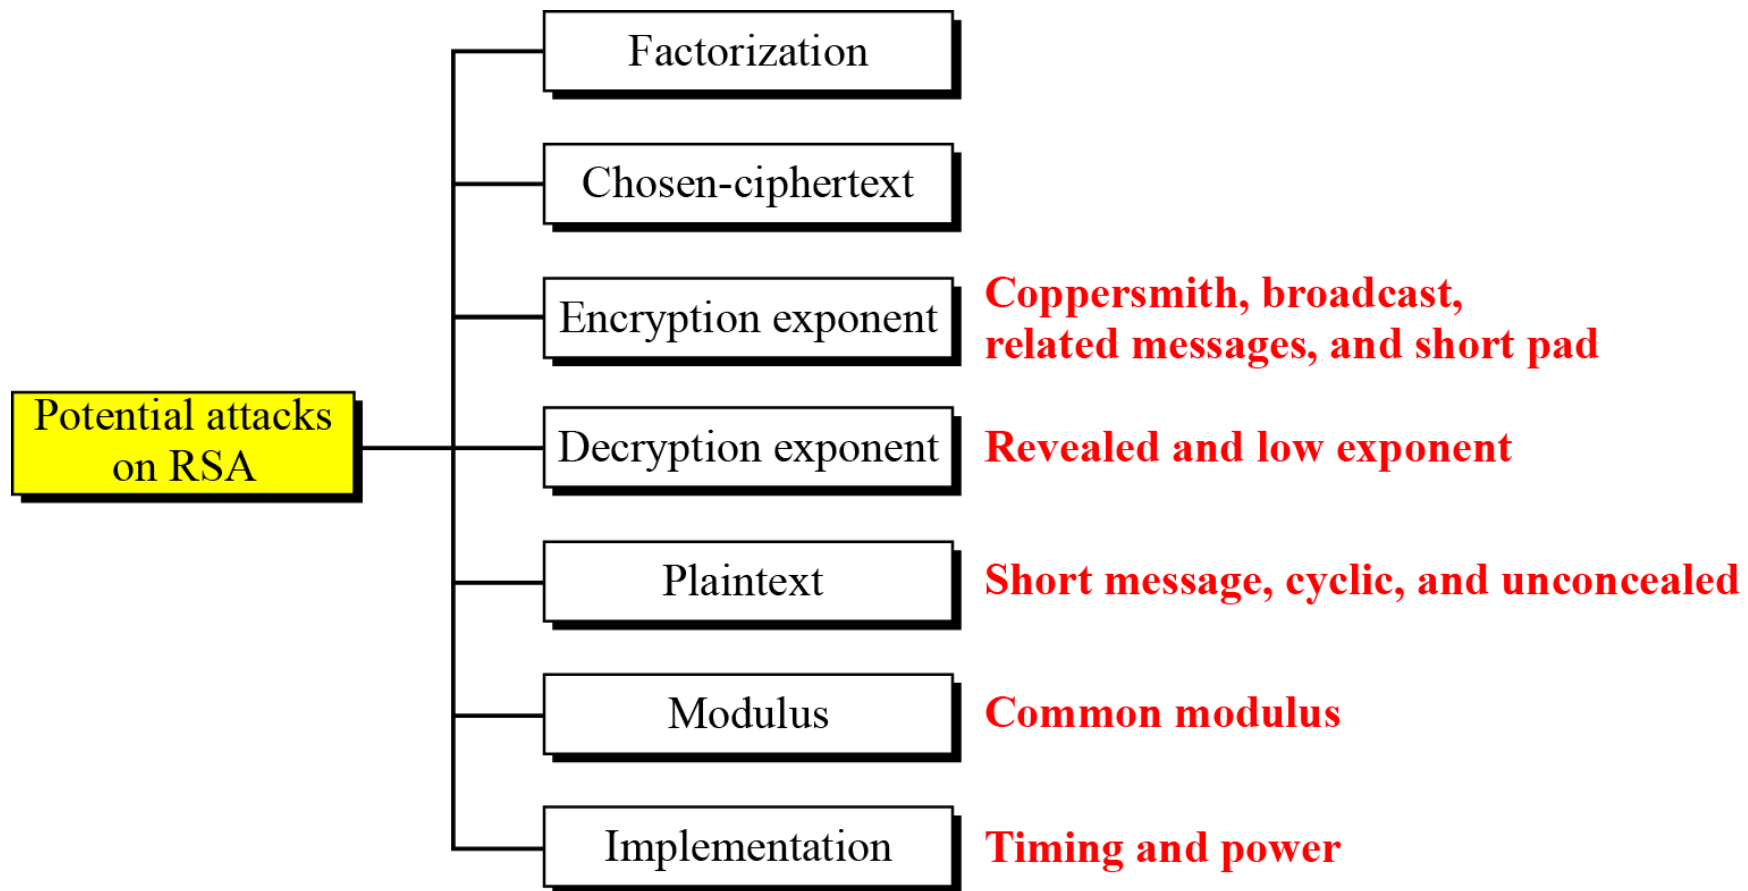 Factorization
Chosen-ciphertext
Encryption exponent
Coppersmith, broadcast,
related messages, and short pad
Potential attacks
on RSA
Decryption exponent
Revealed and low exponent
Plaintext
Short message, cyclic, and unconcealed
Modulus
Common modulus
Implementation
Timing and power